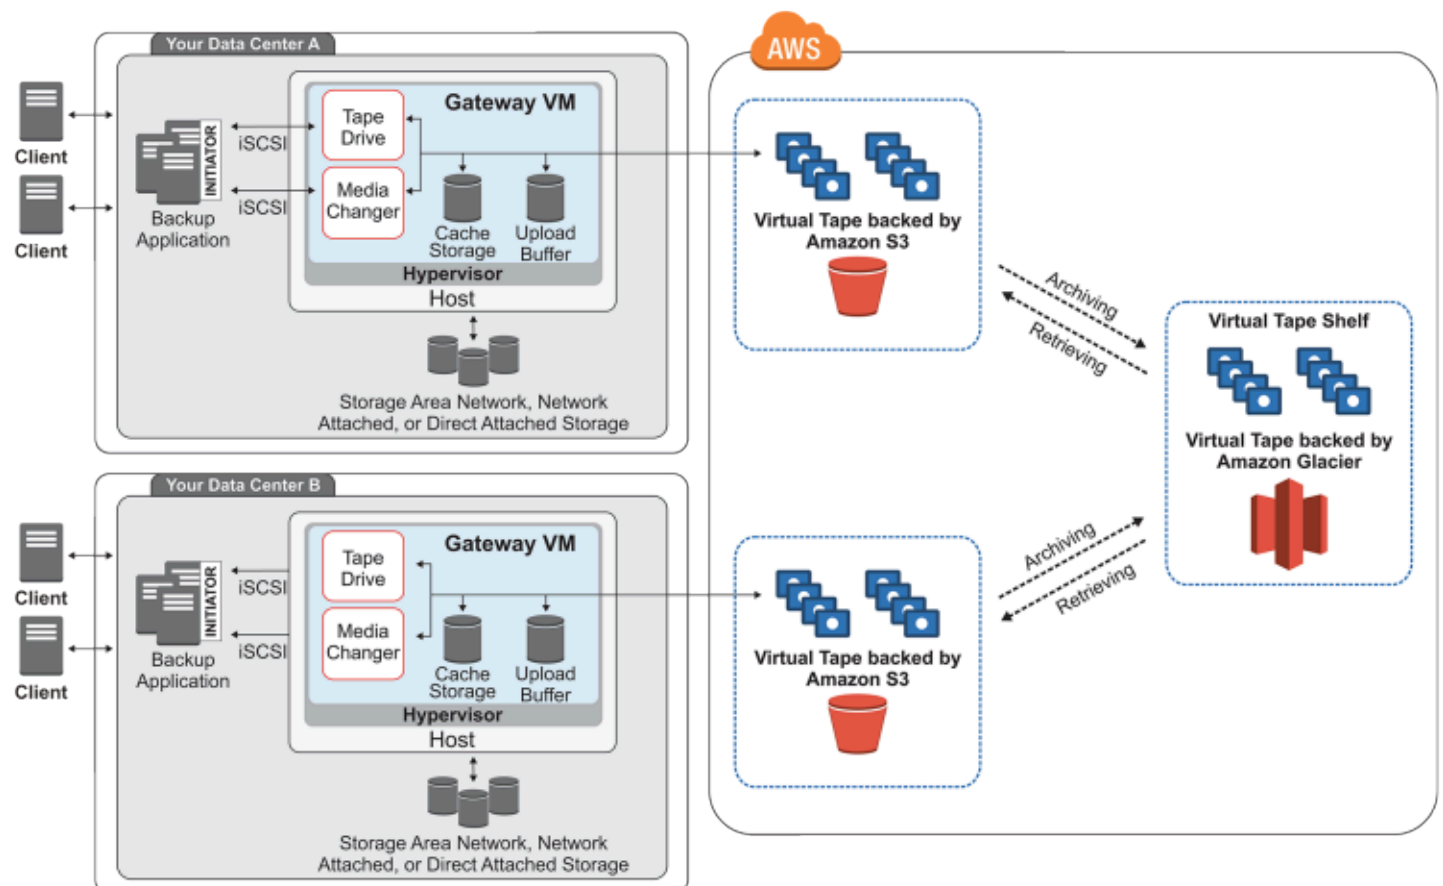 Your Data Center A
Client
Client
Backup
Application
INITIATOR
iSCSI
iSCSI
Gateway VM
Tape
Drive
Media
Changer
Cache
Storage
Upload
Buffer
Hypervisor
Host
Storage Area Network, Network
Attached, or Direct Attached Storage
Your Data Center B
Client
Client
Backup
Application
INITIATOR
iSCSI
iSCSI
Gateway VM
Tape
Drive
Media
Changer
Cache
Storage
Upload
Buffer
Hypervisor
Host
Storage Area Network, Network
Attached, or Direct Attached Storage
AWS
Virtual Tape backed by
Amazon S3
Archiving
Retrieving
Virtual Tape Shelf
Virtual Tape backed by
Amazon Glacier
Archiving
Retrieving
Virtual Tape backed by
Amazon S3